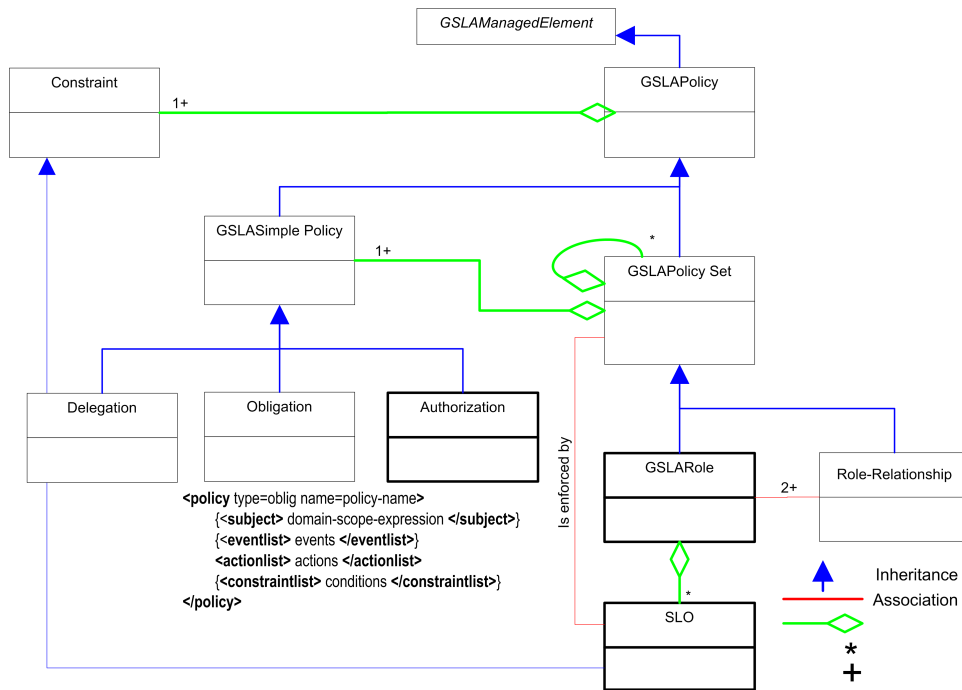 GSLAManagedElement
Constraint
GSLAPolicy
1+
GSLASimple Policy
1+
*
GSLAPolicy Set
Delegation
Obligation
Authorization
Is enforced by
GSLARole
2+
Role-Relationship
<policy type=oblig name=policy-name>
{<subject> domain-scope-expression </subject>}
{<eventlist> events </eventlist>}
<actionlist> actions </actionlist>
{<constraintlist> conditions </constraintlist>}
</policy>
*
SLO
Inheritance
Association
*
+